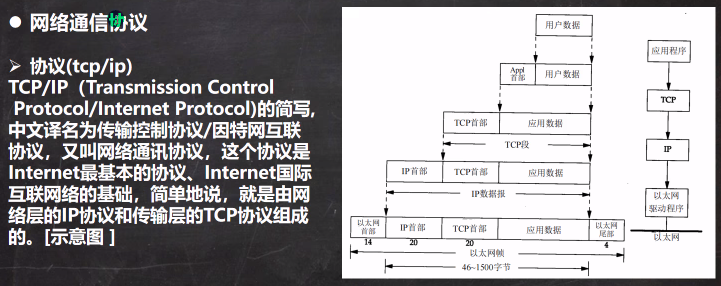 ● 网络通信协议
➢ 协议(tcp/ip)
TCP/IP（Transmission Control
Protocol/Internet Protocol)的简写,
中文译名为传输控制协议/因特网互联
协议，又叫网络通讯协议，这个协议是
Internet最基本的协议、Internet国际
互联网络的基础，简单地说，就是由网
络层的IP协议和传输层的TCP协议组成
的。[示意图 ]
用户数据
Appl
首部
用户数据
TCP首部
应用数据
TCP段
IP首部
TCP首部
应用数据
IP数据报
以太网
首部
IP首部
TCP首部
应用数据
以太网
尾部
14
20
20
4
以太网帧
46~1500字节
应用程序
TCP
IP
以太网
驱动程序
以太网